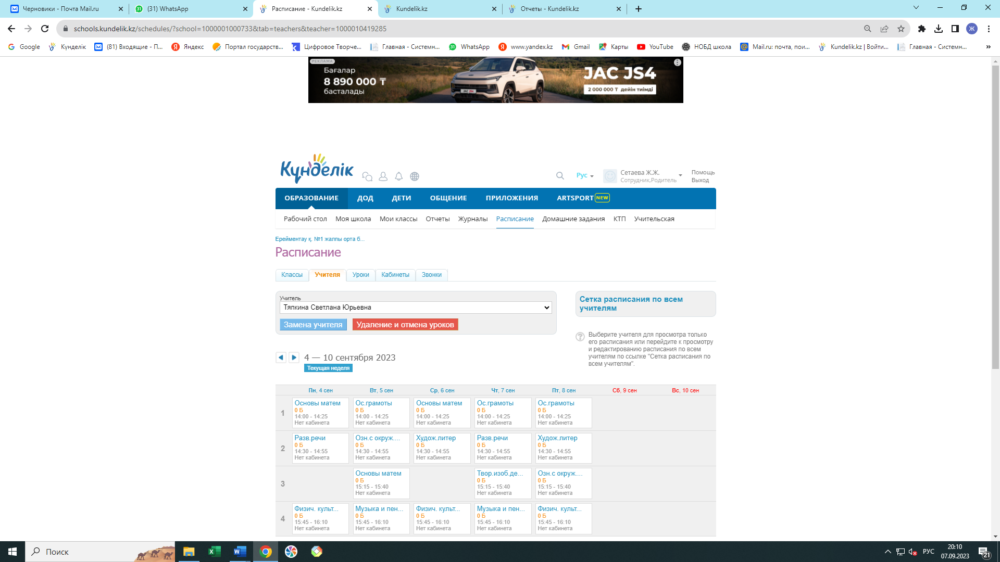 Черновики - Почта Mail.ru
(31) WhatsApp
Расписание - Kundelik.kz
Kundelik.kz
Отчеты - Kundelik.kz
schools.kundelik.kz/schedules/?school=1000001000733&tab=teachers&teacher=1000010419285
Ж
Google
Күнделік
(81) Входящие - П...
Яндекс
Портал государств...
Цифровое Творче...
Главная - Системн...
WhatsApp
www.yandex.kz
Gmail
Карты
YouTube
НОБД школа
Mail.ru: почта, пои...
Kundelik.kz | Войти...
Главная - Системн...
РЕКЛАМА
Бағалар
8 890 000 ₸
басталады
JAC JS4
JAC JS4
2 000 000 ₸ дейін тиімді
Күнделік
Рус
Сетаева Ж.Ж.
Сотрудник,Родитель
Помощь
Выход
ОБРАЗОВАНИЕ ДОД ДЕТИ ОБЩЕНИЕ ПРИЛОЖЕНИЯ ARTSPORT NEW
Рабочий стол Моя школа Мои классы Отчеты Журналы Расписание Домашние задания КТП Учительская
Ерейментау қ. №1 жалпы орта б...
Расписание
Классы Учителя Уроки Кабинеты Звонки
Учитель
Тяпкина Светлана Юрьевна
Замена учителя Удаление и отмена уроков
Сетка расписания по всем
учителям
Выберите учителя для просмотра только
его расписания или перейдите к просмотру
и редактированию расписания по всем
учителям по ссылке "Сетка расписания по
всем учителям".
4 — 10 сентября 2023
Текущая неделя
Пн, 4 сен Вт, 5 сен Ср, 6 сен Чт, 7 сен Пт, 8 сен Сб, 9 сен Вс, 10 сен
1
Основы матем Ос.грамоты Основы матем Ос.грамоты Ос.грамоты
0 Б 0 Б 0 Б 0 Б 0 Б
14:00 - 14:25 14:00 - 14:25 14:00 - 14:25 14:00 - 14:25 14:00 - 14:25
Нет кабинета Нет кабинета Нет кабинета Нет кабинета Нет кабинета
2
Разв.речи Озн.с окруж.... Худож.литер Разв.речи Худож.литер
0 Б 0 Б 0 Б 0 Б 0 Б
14:30 - 14:55 14:30 - 14:55 14:30 - 14:55 14:30 - 14:55 14:30 - 14:55
Нет кабинета Нет кабинета Нет кабинета Нет кабинета Нет кабинета
3
Основы матем Твор.изоб.де... Озн.с окруж....
0 Б 0 Б 0 Б
15:15 - 15:40 15:15 - 15:40 15:15 - 15:40
Нет кабинета Нет кабинета Нет кабинета
4
Физич. культ... Музыка и пен... Физич. культ... Музыка и пен... Физич. культ...
0 Б 0 Б 0 Б 0 Б 0 Б
15:45 - 16:10 15:45 - 16:10 15:45 - 16:10 15:45 - 16:10 15:45 - 16:10
Нет кабинета Нет кабинета Нет кабинета Нет кабинета Нет кабинета
Поиск
РУС
20:10
07.09.2023
21